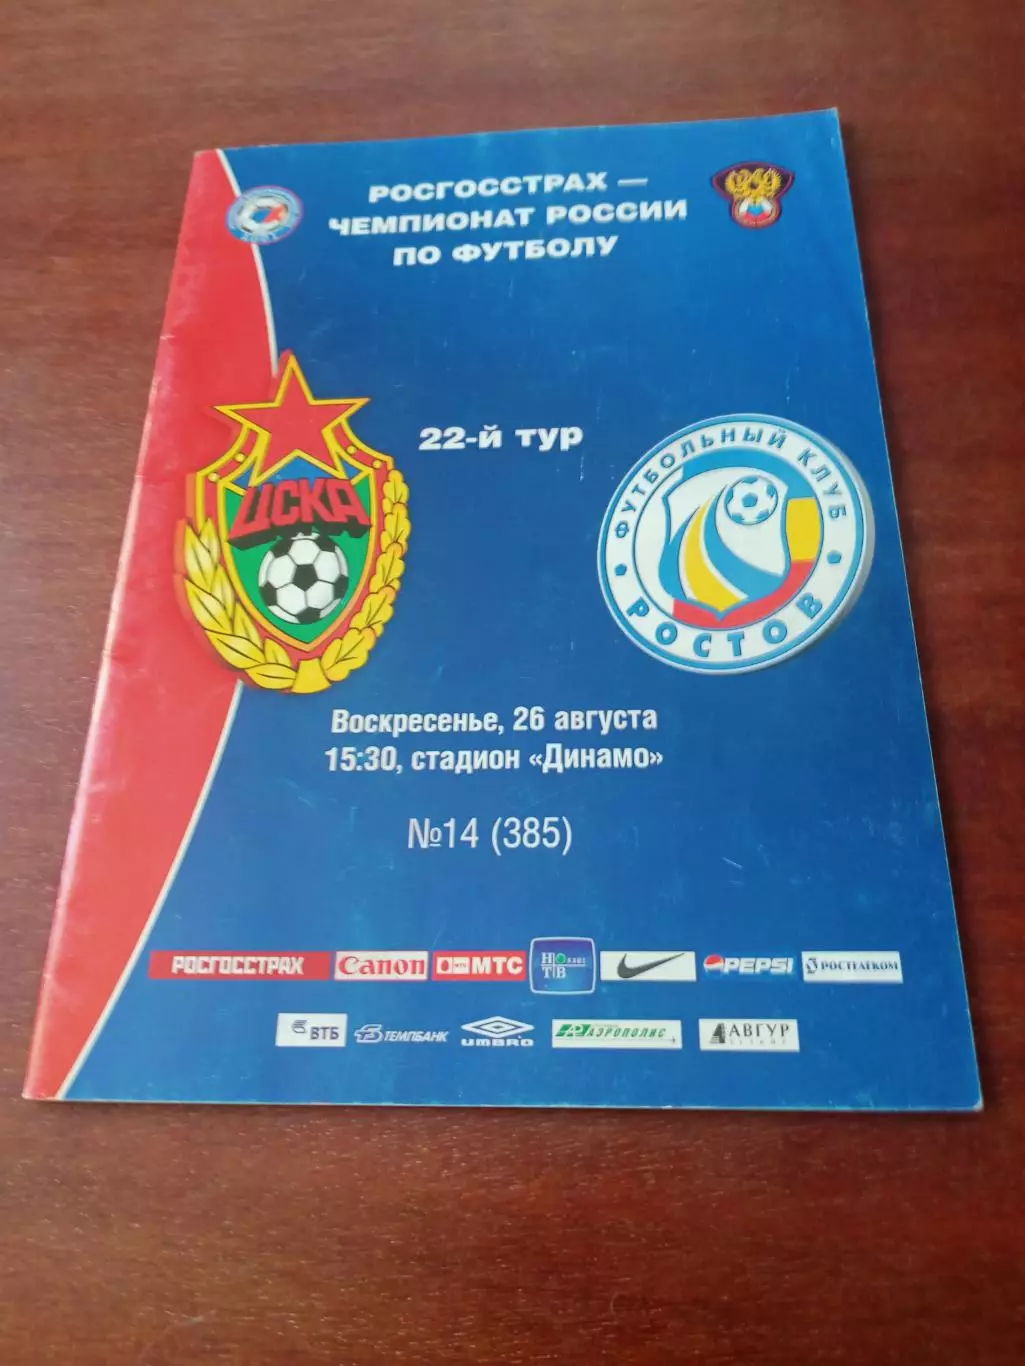 РОСГОССТРАХ —
ЧЕМПИОНАТ РОССИИ
ПО ФУТБОЛУ
22-й тур
ЦСКА
ФУТБОЛЬНЫЙ КЛУБ
РОСТОВ
Воскресенье, 26 августа
15:30, стадион «Динамо»
№14 (385)
РОСГОССТРАХ Canon МТС НТВ PEPSI РОСТЕЛЕКОМ
ВТБ ТЕМПБАНК UMBRO АЭРОПОЛИС АВГУР